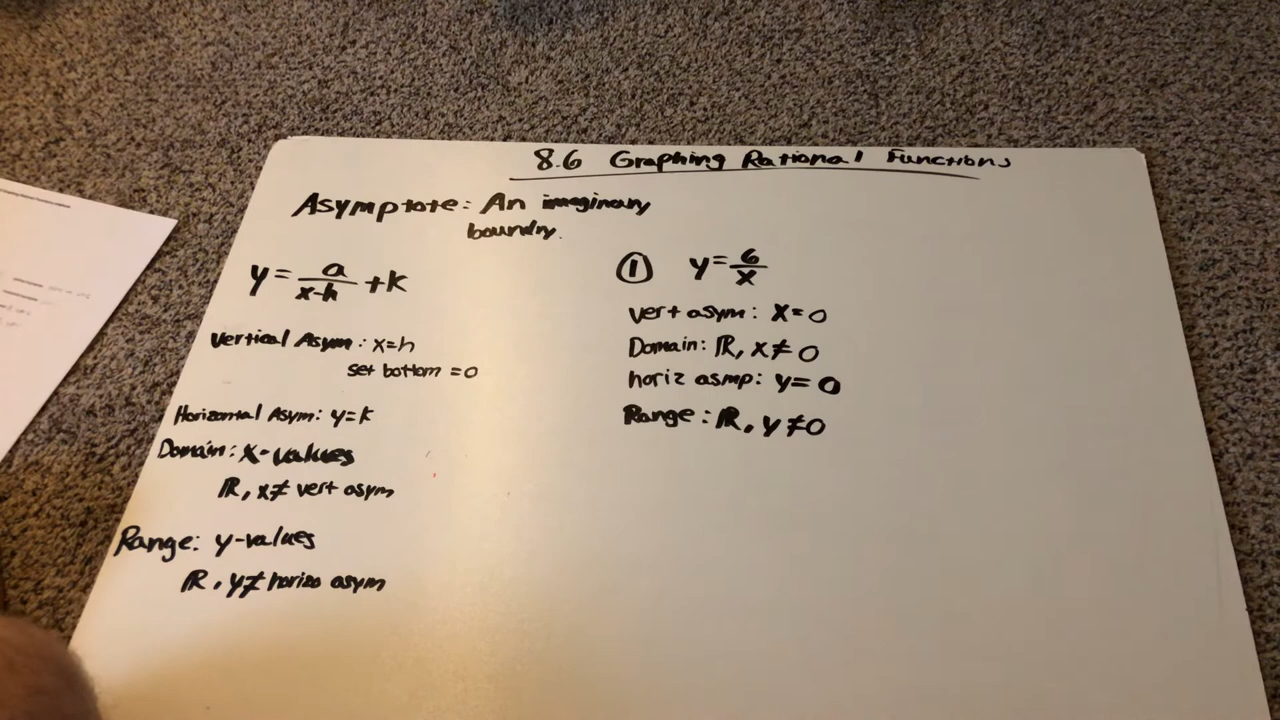 8.6 Graphing Rational Functions
Asymptote: An imaginary
boundry.
y = a/(x-h) + k
Vertical Asym: x=h
set bottom = 0
Horizontal Asym: y=k
Domain: x-values
ℝ, x≠ vert asym
Range: y-values
ℝ, y≠ horizo asym
① y = 6/x
vert asym: x=0
Domain: ℝ, x≠0
horiz asmp: y=0
Range: ℝ, y≠0